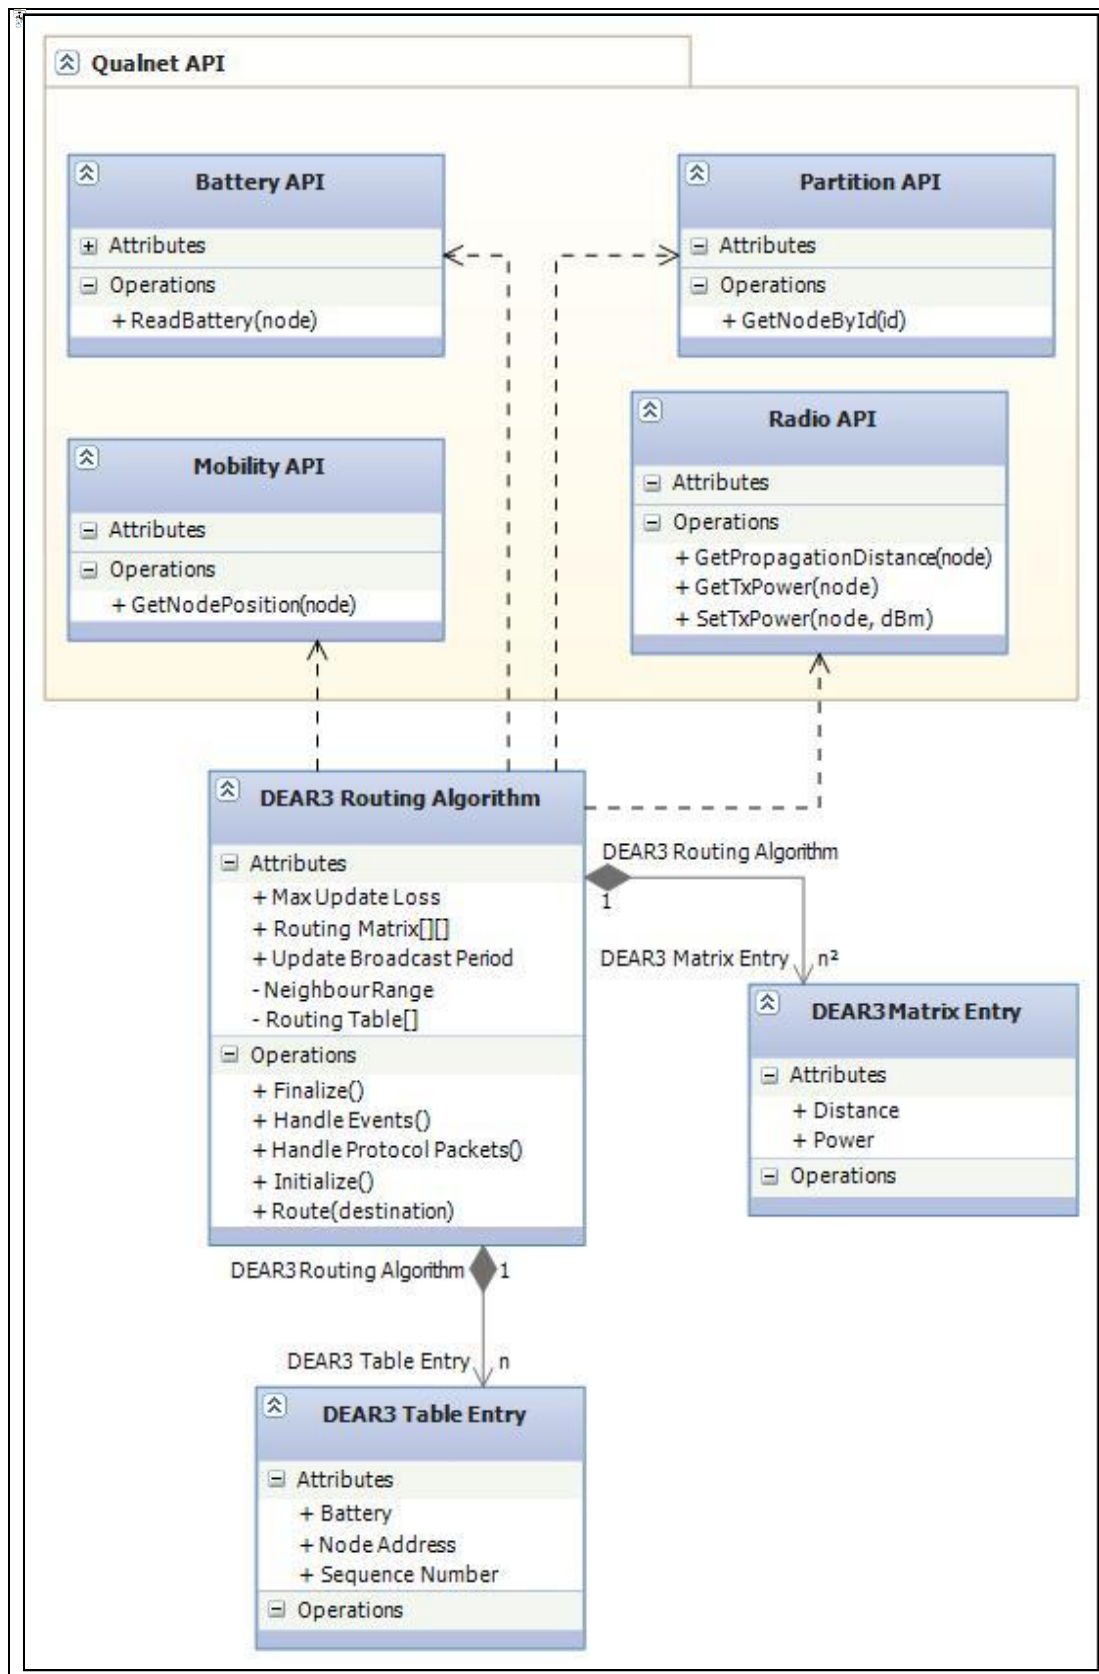 Qualnet API
Battery API
Attributes
Operations
+ ReadBattery(node)
Partition API
Attributes
Operations
+ GetNodeById(id)
Mobility API
Attributes
Operations
+ GetNodePosition(node)
Radio API
Attributes
Operations
+ GetPropagationDistance(node)
+ GetTxPower(node)
+ SetTxPower(node, dBm)
DEAR3 Routing Algorithm
Attributes
+ Max Update Loss
+ Routing Matrix[][]
+ Update Broadcast Period
- Neighbour Range
- Routing Table[]
Operations
+ Finalize()
+ Handle Events()
+ Handle Protocol Packets()
+ Initialize()
+ Route(destination)
DEAR3 Routing Algorithm
1
DEAR3 Matrix Entry
n²
DEAR3 Matrix Entry
Attributes
+ Distance
+ Power
Operations
DEAR3 Routing Algorithm
1
DEAR3 Table Entry
n
DEAR3 Table Entry
Attributes
+ Battery
+ Node Address
+ Sequence Number
Operations